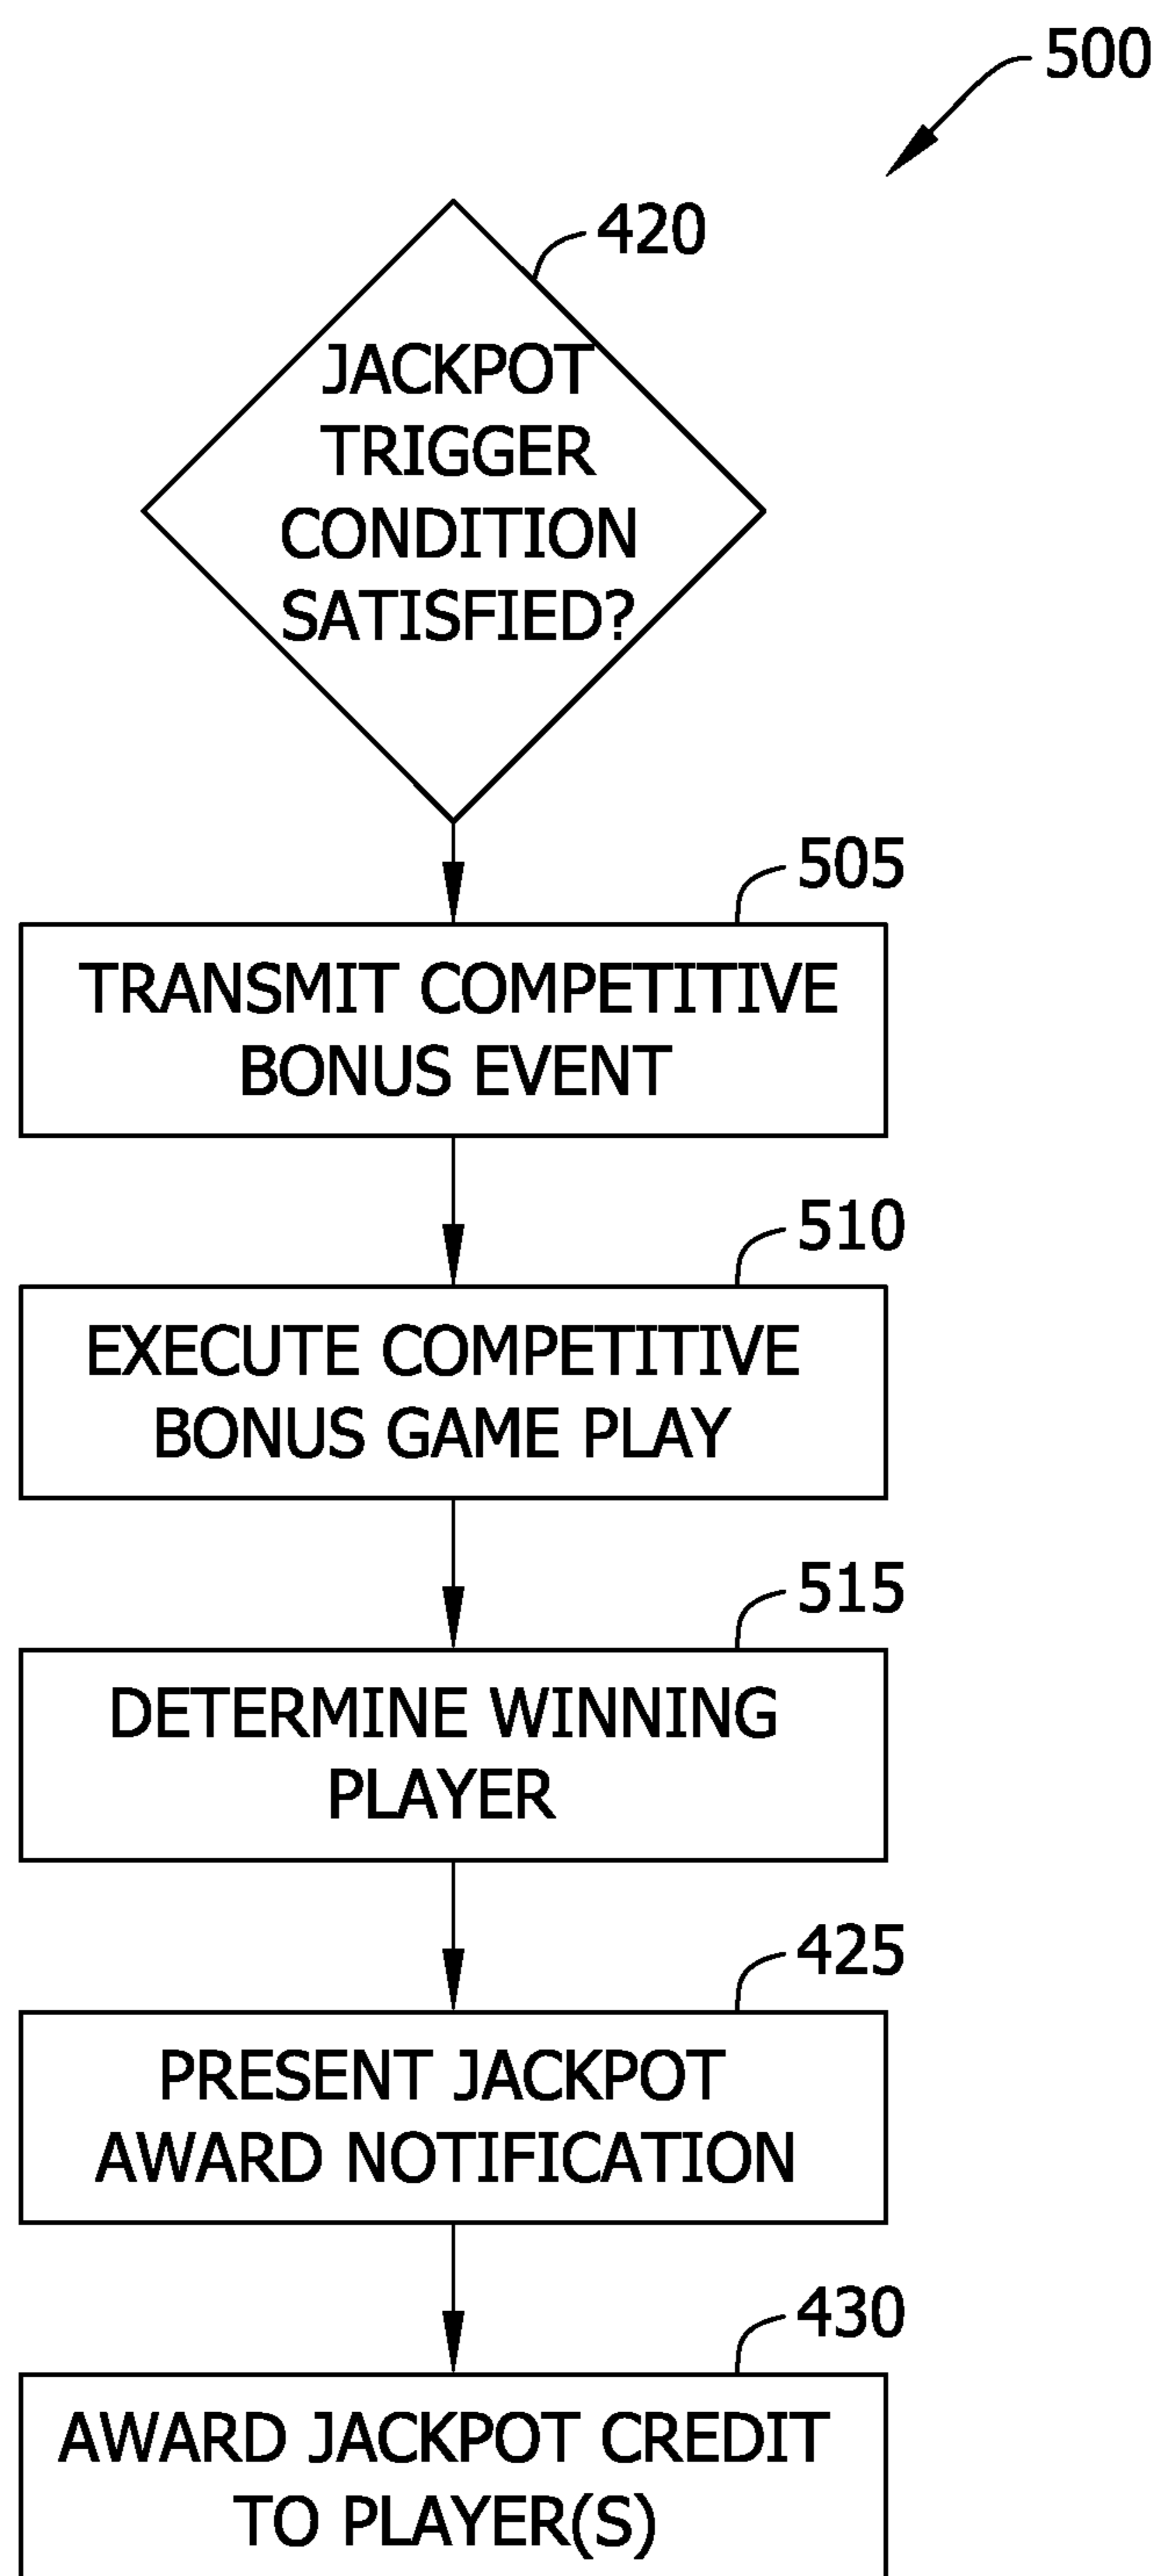 500
420
JACKPOT
TRIGGER
CONDITION
SATISFIED?
505
TRANSMIT COMPETITIVE
BONUS EVENT
510
EXECUTE COMPETITIVE
BONUS GAME PLAY
515
DETERMINE WINNING
PLAYER
425
PRESENT JACKPOT
AWARD NOTIFICATION
430
AWARD JACKPOT CREDIT
TO PLAYER(S)